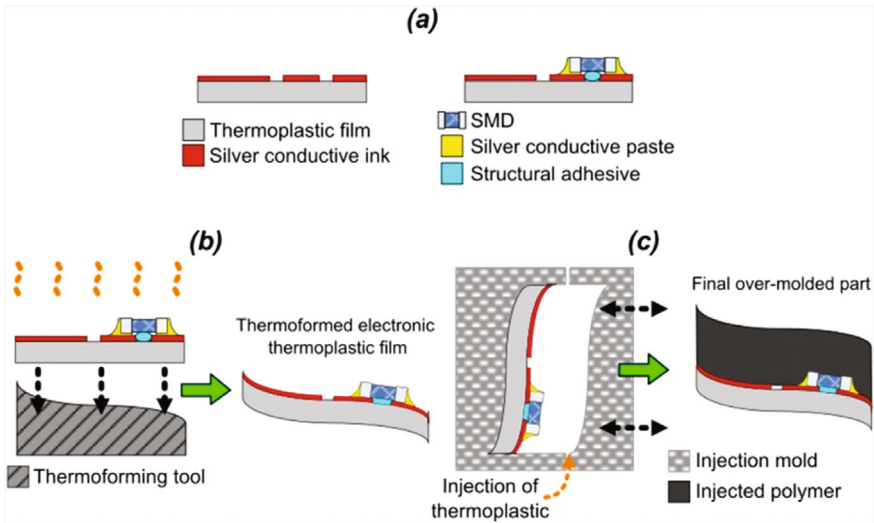 (a)
Thermoplastic film
Silver conductive ink
SMD
Silver conductive paste
Structural adhesive
(b)
Thermoformed electronic
thermoplastic film
Thermoforming tool
(c)
Final over-molded part
Injection of
thermoplastic
Injection mold
Injected polymer